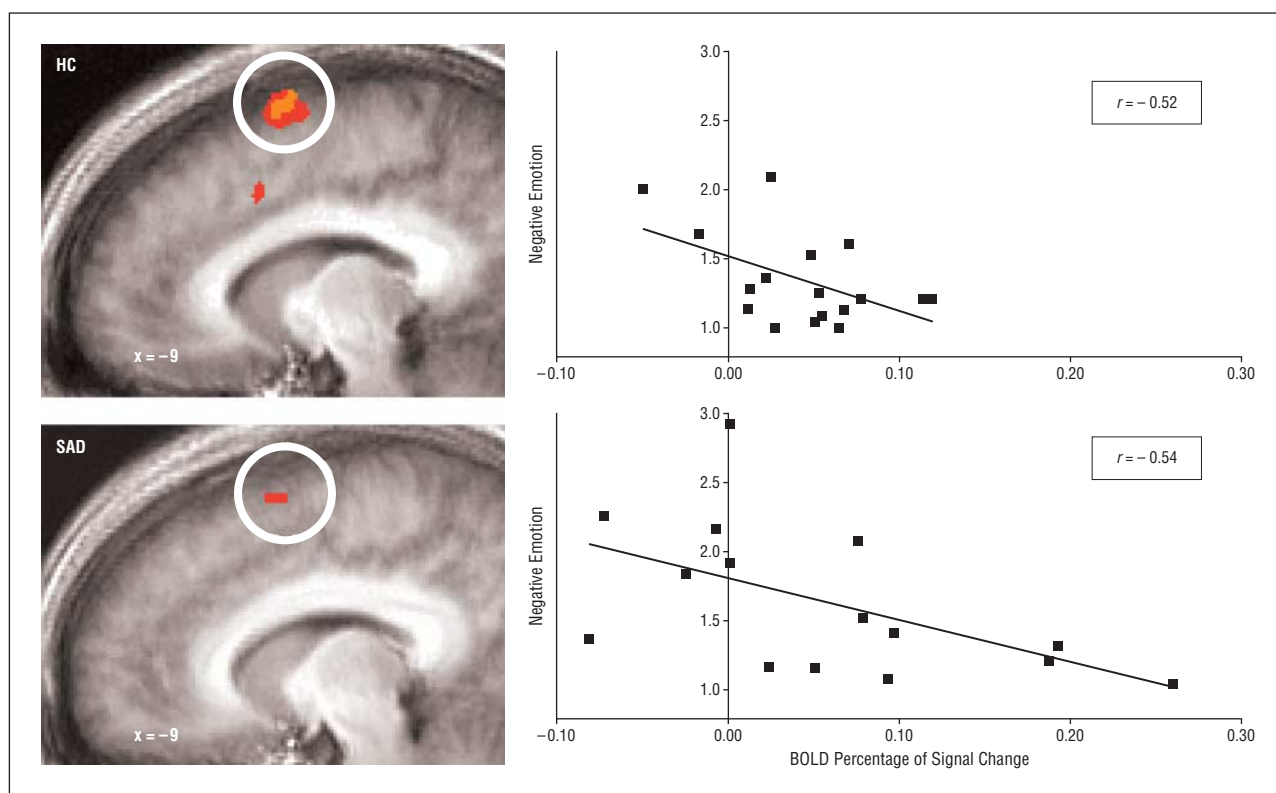 HC
x = –9
3.0
2.5
2.0
1.5
1.0
Negative Emotion
r = – 0.52
–0.10
0.00
0.10
0.20
0.30
SAD
x = –9
3.0
2.5
2.0
1.5
1.0
Negative Emotion
r = – 0.54
–0.10
0.00
0.10
0.20
0.30
BOLD Percentage of Signal Change